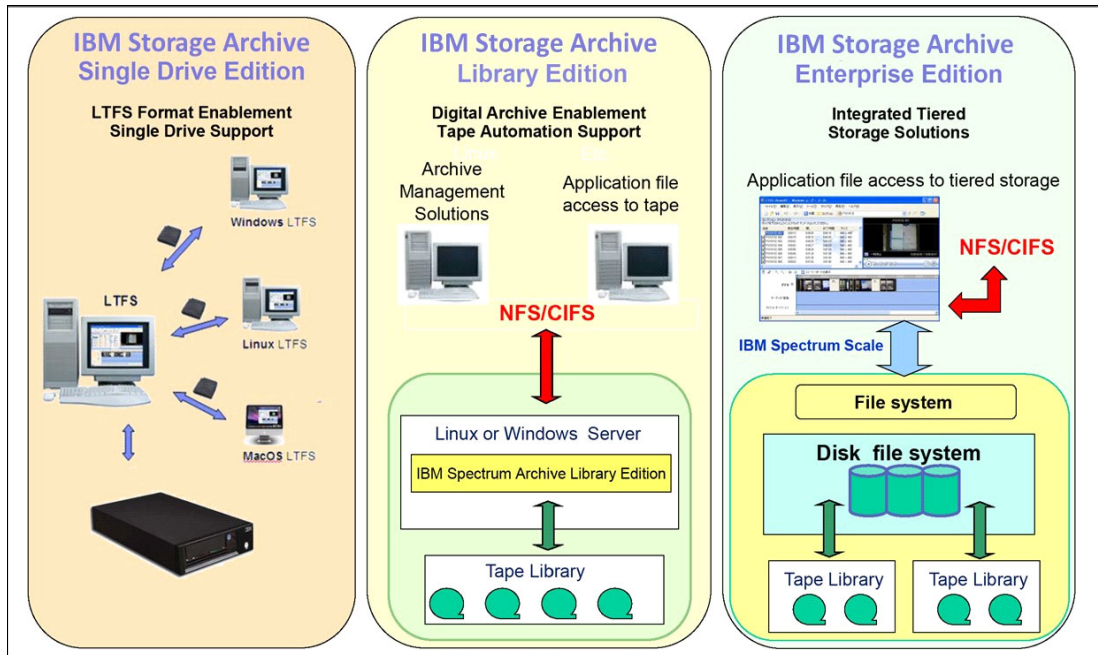 IBM Storage Archive
Single Drive Edition
LTFS Format Enablement
Single Drive Support
Windows LTFS
LTFS
Linux LTFS
MacOS LTFS
IBM Storage Archive
Library Edition
Digital Archive Enablement
Tape Automation Support
Archive
Management
Solutions
Application file
access to tape
NFS/CIFS
Linux or Windows Server
IBM Spectrum Archive Library Edition
Tape Library
IBM Storage Archive
Enterprise Edition
Integrated Tiered
Storage Solutions
Application file access to tiered storage
NFS/CIFS
IBM Spectrum Scale
File system
Disk file system
Tape Library
Tape Library